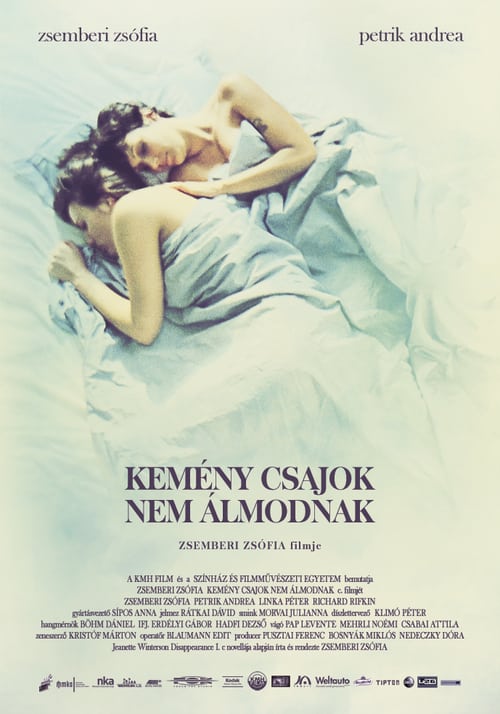 zsemberi zsófia petrik andrea
KEMÉNY CSAJOK
NEM ÁLMODNAK
ZSEMBERI ZSÓFIA filmje
A KMH FILM és a SZÍNHÁZ ÉS FILMMŰVÉSZETI EGYETEM bemutatja
ZSEMBERI ZSÓFIA KEMÉNY CSAJOK NEM ÁLMODNAK c. filmjét
ZSEMBERI ZSÓFIA PETRIK ANDREA LINKA PÉTER RICHARD RIFKIN
gyártásvezető SÍPOS ANNA jelmez RÁTKAI DÁVID smink MORVAI JULIANNA díszlettervező KLIMÓ PÉTER
hangmérnök BÖHM DÁNIEL IFJ. ERDÉLYI GÁBOR HADFI DEZSŐ vágó PAP LEVENTE MEHRLI NOÉMI CSABAI ATTILA
zeneszerző KRISTÓF MÁRTON operatőr BLAUMANN EDIT producer PUSZTAI FERENC BOSNYÁK MIKLÓS NEDECZKY DÓRA
Jeanette Winterson Disappearance I. c novellája alapján írta és rendezte ZSEMBERI ZSÓFIA
nka Kodak Weltauto TIPTON